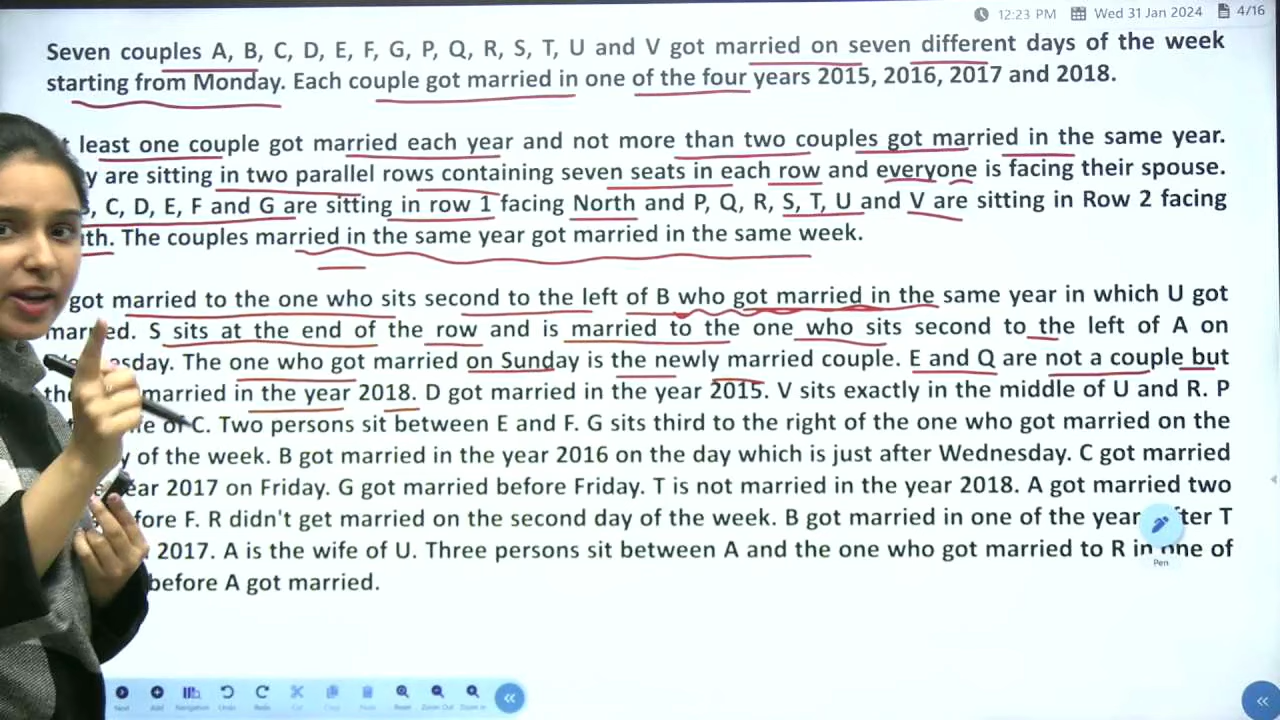 12:23 PM Wed 31 Jan 2024 4/16
Seven couples A, B, C, D, E, F, G, P, Q, R, S, T, U and V got married on seven different days of the week
starting from Monday. Each couple got married in one of the four years 2015, 2016, 2017 and 2018.
least one couple got married each year and not more than two couples got married in the same year.
y are sitting in two parallel rows containing seven seats in each row and everyone is facing their spouse.
, C, D, E, F and G are sitting in row 1 facing North and P, Q, R, S, T, U and V are sitting in Row 2 facing
th. The couples married in the same year got married in the same week.
got married to the one who sits second to the left of B who got married in the same year in which U got
married. S sits at the end of the row and is married to the one who sits second to the left of A on
sday. The one who got married on Sunday is the newly married couple. E and Q are not a couple but
married in the year 2018. D got married in the year 2015. V sits exactly in the middle of U and R. P
of C. Two persons sit between E and F. G sits third to the right of the one who got married on the
y of the week. B got married in the year 2016 on the day which is just after Wednesday. C got married
ear 2017 on Friday. G got married before Friday. T is not married in the year 2018. A got married two
fore F. R didn't get married on the second day of the week. B got married in one of the year ter T
2017. A is the wife of U. Three persons sit between A and the one who got married to R in one of
before A got married.
Pen